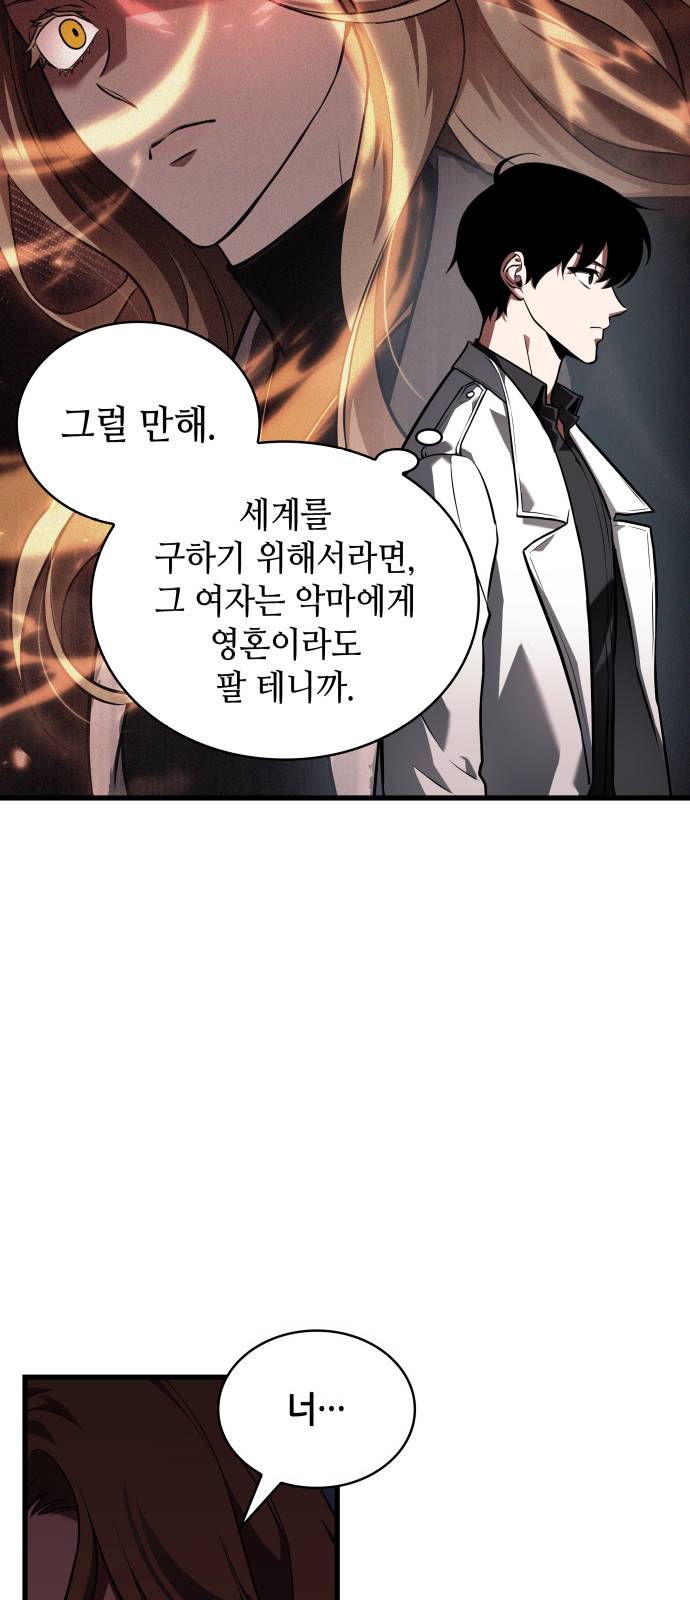 그럴 만해.
세계를
구하기 위해서라면,
그 여자는 악마에게
영혼이라도
팔 테니까.
너…